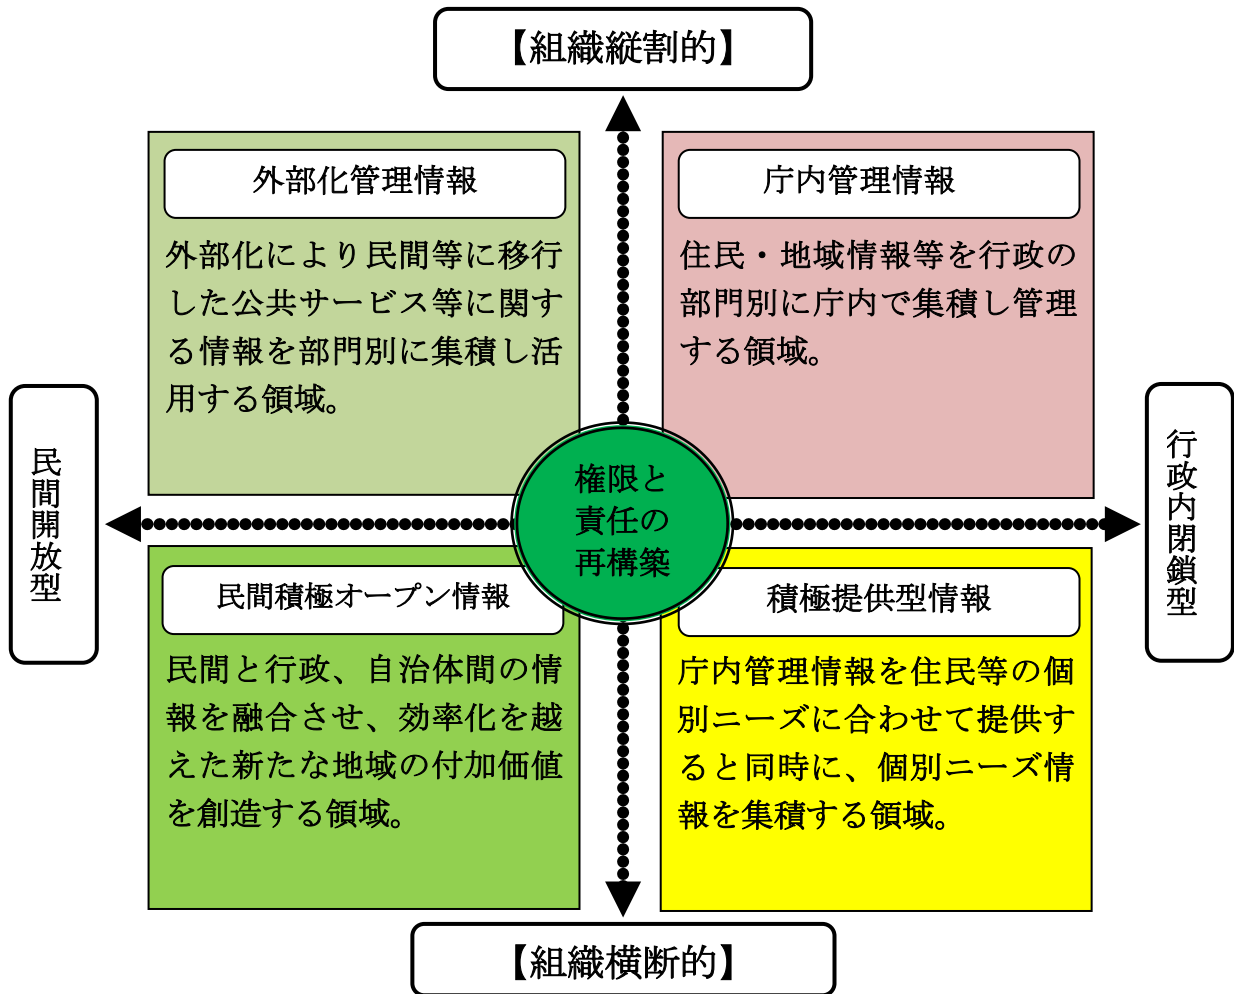 【組織縦割的】
外部化管理情報
外部化により民間等に移行
した公共サービス等に関す
る情報を部門別に集積し活
用する領域。
庁内管理情報
住民・地域情報等を行政の
部門別に庁内で集積し管理
する領域。
民間開放型
権限と
責任の
再構築
行政内閉鎖型
民間積極オープン情報
民間と行政、自治体間の情
報を融合させ、効率化を越
えた新たな地域の付加価値
を創造する領域。
積極提供型情報
庁内管理情報を住民等の個
別ニーズに合わせて提供す
ると同時に、個別ニーズ情
報を集積する領域。
【組織横断的】